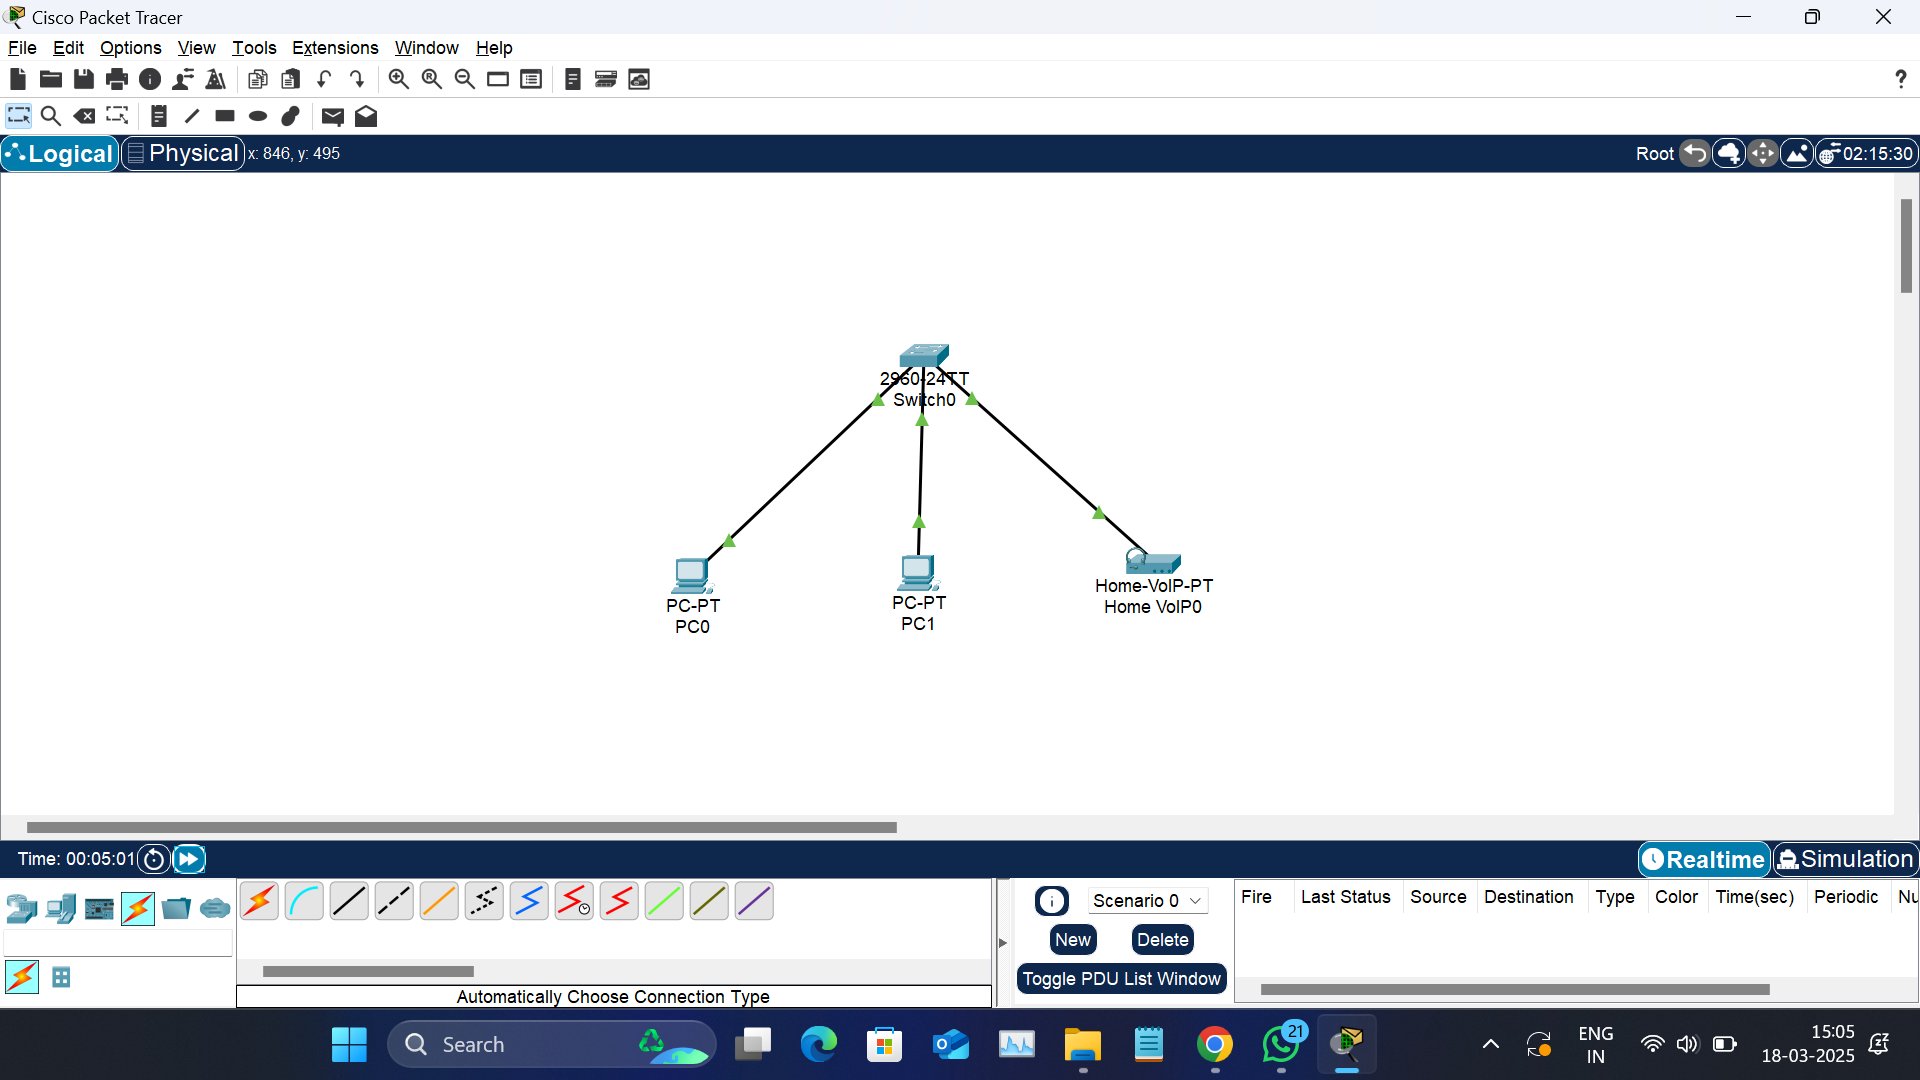 Cisco Packet Tracer
File Edit Options View Tools Extensions Window Help
?
Logical Physical x: 846, y: 495 Root 02:15:30
2960-24TT
Switch0
PC-PT
PC0
PC-PT
PC1
Home-VoIP-PT
Home VoIP0
Time: 00:05:01 Realtime Simulation
Scenario 0
New Delete
Toggle PDU List Window
Fire Last Status Source Destination Type Color Time(sec) Periodic Nu
Automatically Choose Connection Type
Search
21
ENG
IN
15:05
18-03-2025